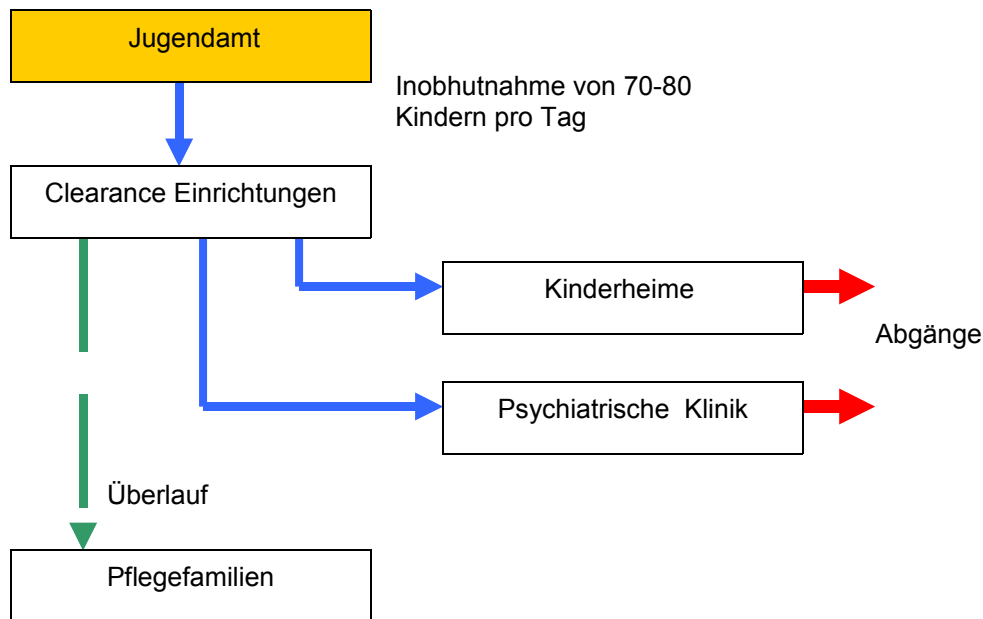 Jugendamt
Inobhutnahme von 70-80
Kindern pro Tag
Clearance Einrichtungen
Kinderheime
Abgänge
Psychiatrische Klinik
Überlauf
Pflegefamilien